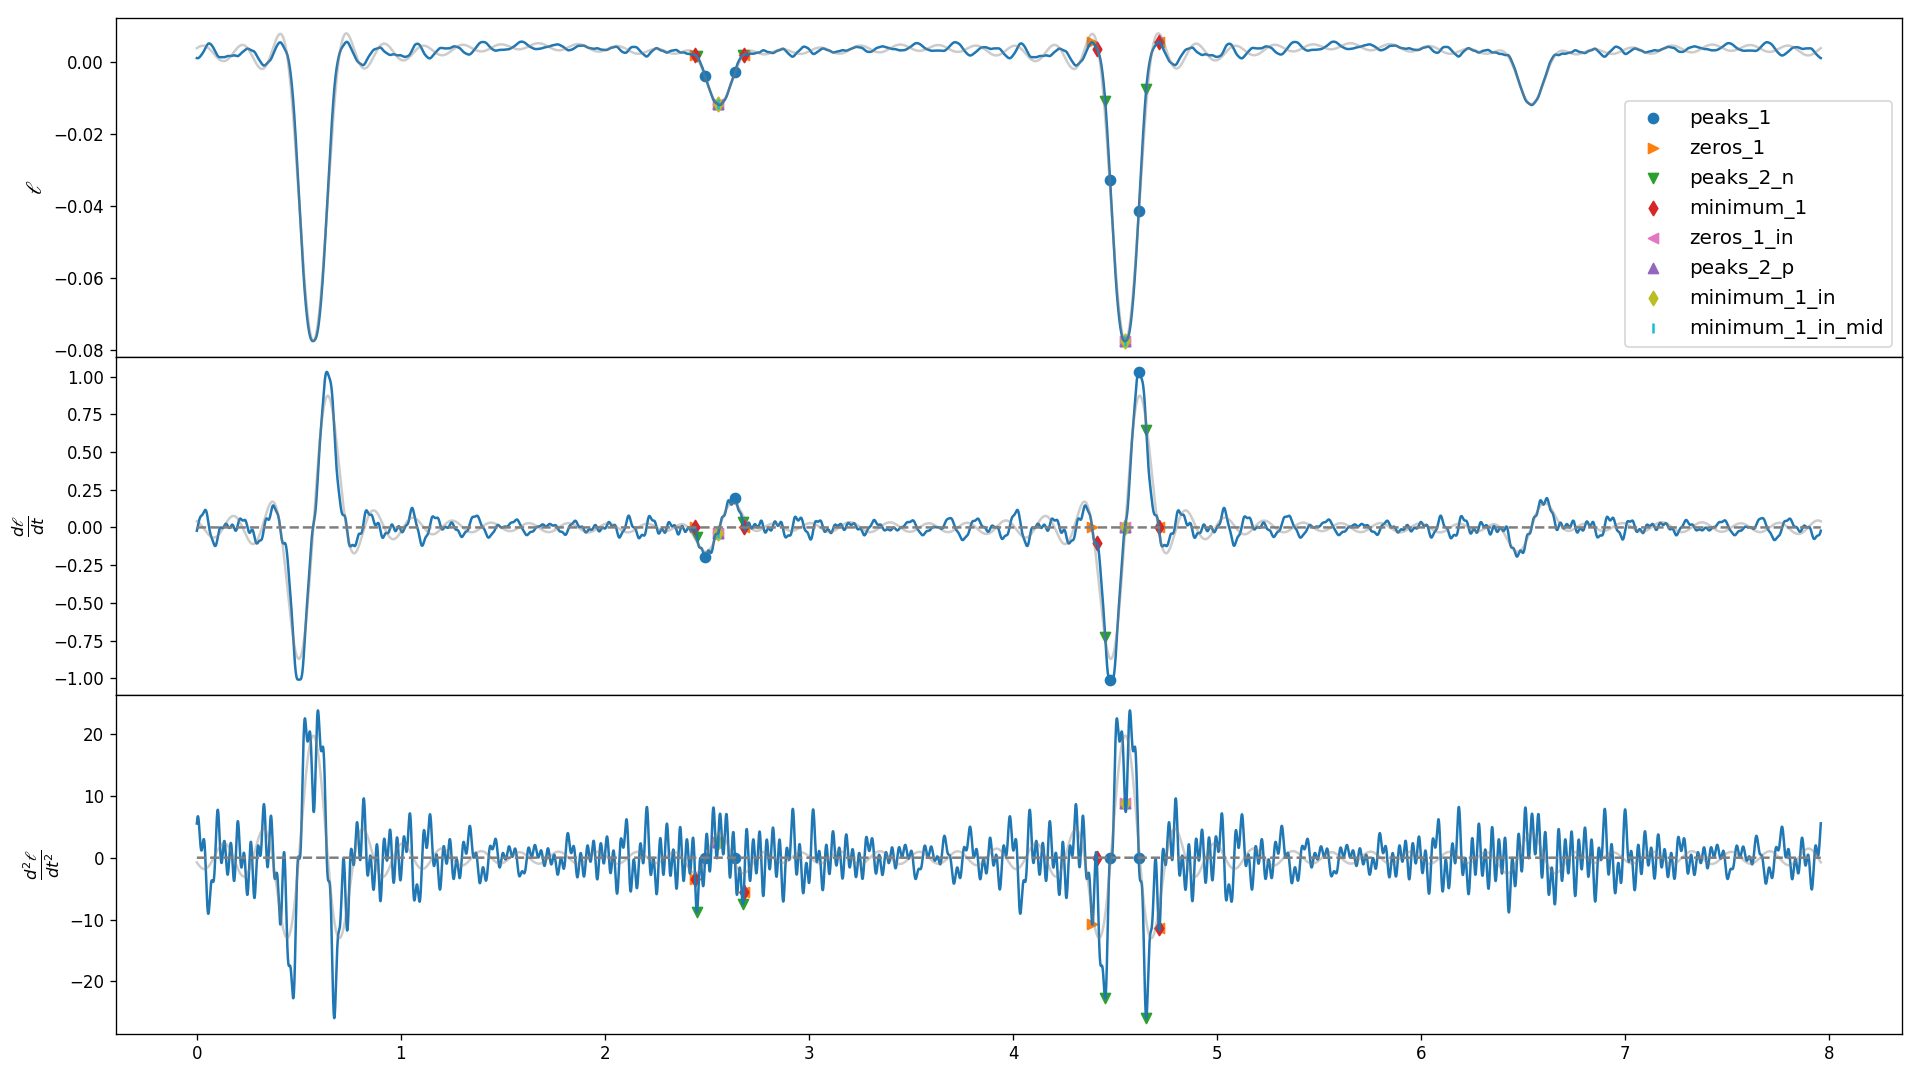 0.00
−0.02
−0.04
−0.06
−0.08
ℓ
peaks_1
zeros_1
peaks_2_n
minimum_1
zeros_1_in
peaks_2_p
minimum_1_in
minimum_1_in_mid
1.00
0.75
0.50
0.25
0.00
−0.25
−0.50
−0.75
−1.00
dℓ/dt
20
10
0
−10
−20
d²ℓ/dt²
0 1 2 3 4 5 6 7 8